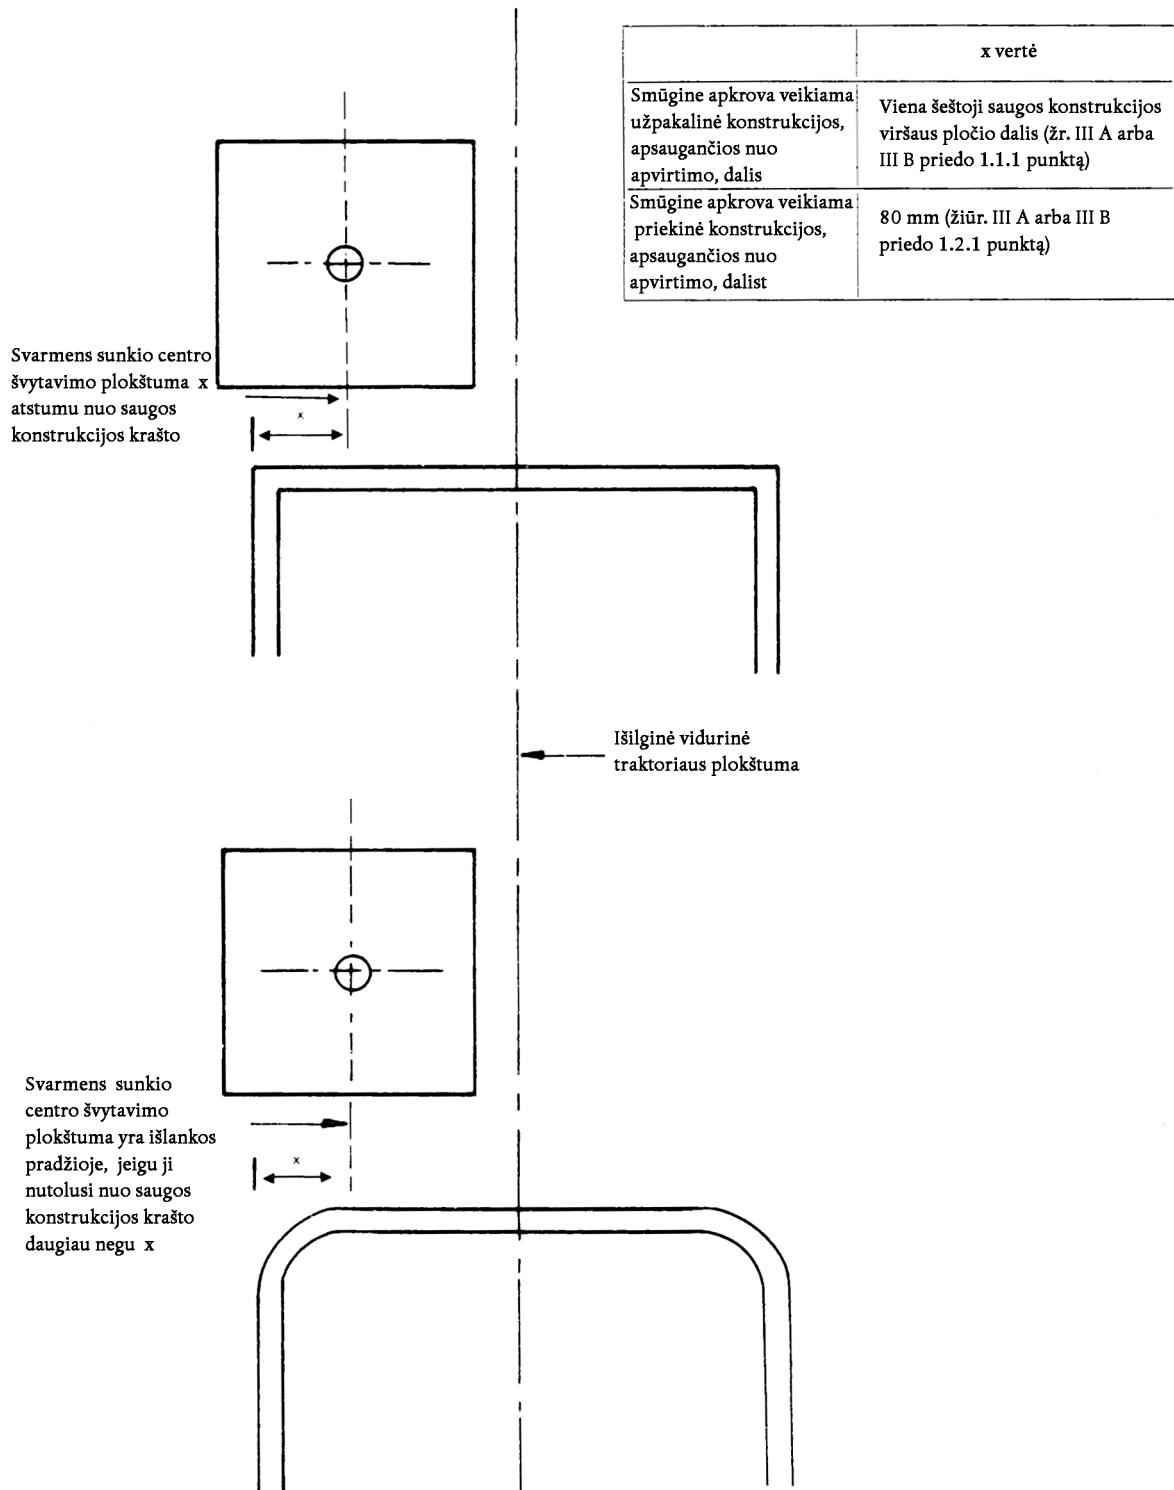 x vertė
Smūgine apkrova veikiama
užpakalinė konstrukcijos,
apsaugančios nuo
apvirtimo, dalis
Viena šeštoji saugos konstrukcijos
viršaus pločio dalis (žr. III A arba
III B priedo 1.1.1 punktą)
Smūgine apkrova veikiama
priekinė konstrukcijos,
apsaugančios nuo
apvirtimo, dalist
80 mm (žiūr. III A arba III B
priedo 1.2.1 punktą)
Svarmens sunkio centro
švytavimo plokštuma x
atstumu nuo saugos
konstrukcijos krašto
x
Išilginė vidurinė
traktoriaus plokštuma
Svarmens sunkio
centro švytavimo
plokštuma yra išlankos
pradžioje, jeigu ji
nutolusi nuo saugos
konstrukcijos krašto
daugiau negu x
x